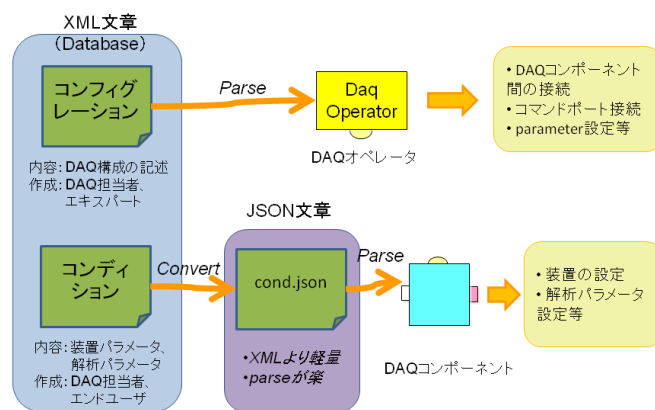 XML文章
（Database）
コンフィグ
レーション
Parse
Daq
Operator
DAQオペレータ
• DAQコンポーネント
間の接続
• コマンドポート接続
• parameter設定等
内容：DAQ構成の記述
作成：DAQ担当者、
エキスパート
JSON文章
コンディ
ション
Convert
cond.json
Parse
• 装置の設定
• 解析パラメータ
設定等
内容：装置パラメータ、
解析パラメータ
作成：DAQ担当者、
エンドユーザ
•XMLより軽量
•parseが楽
DAQコンポーネント